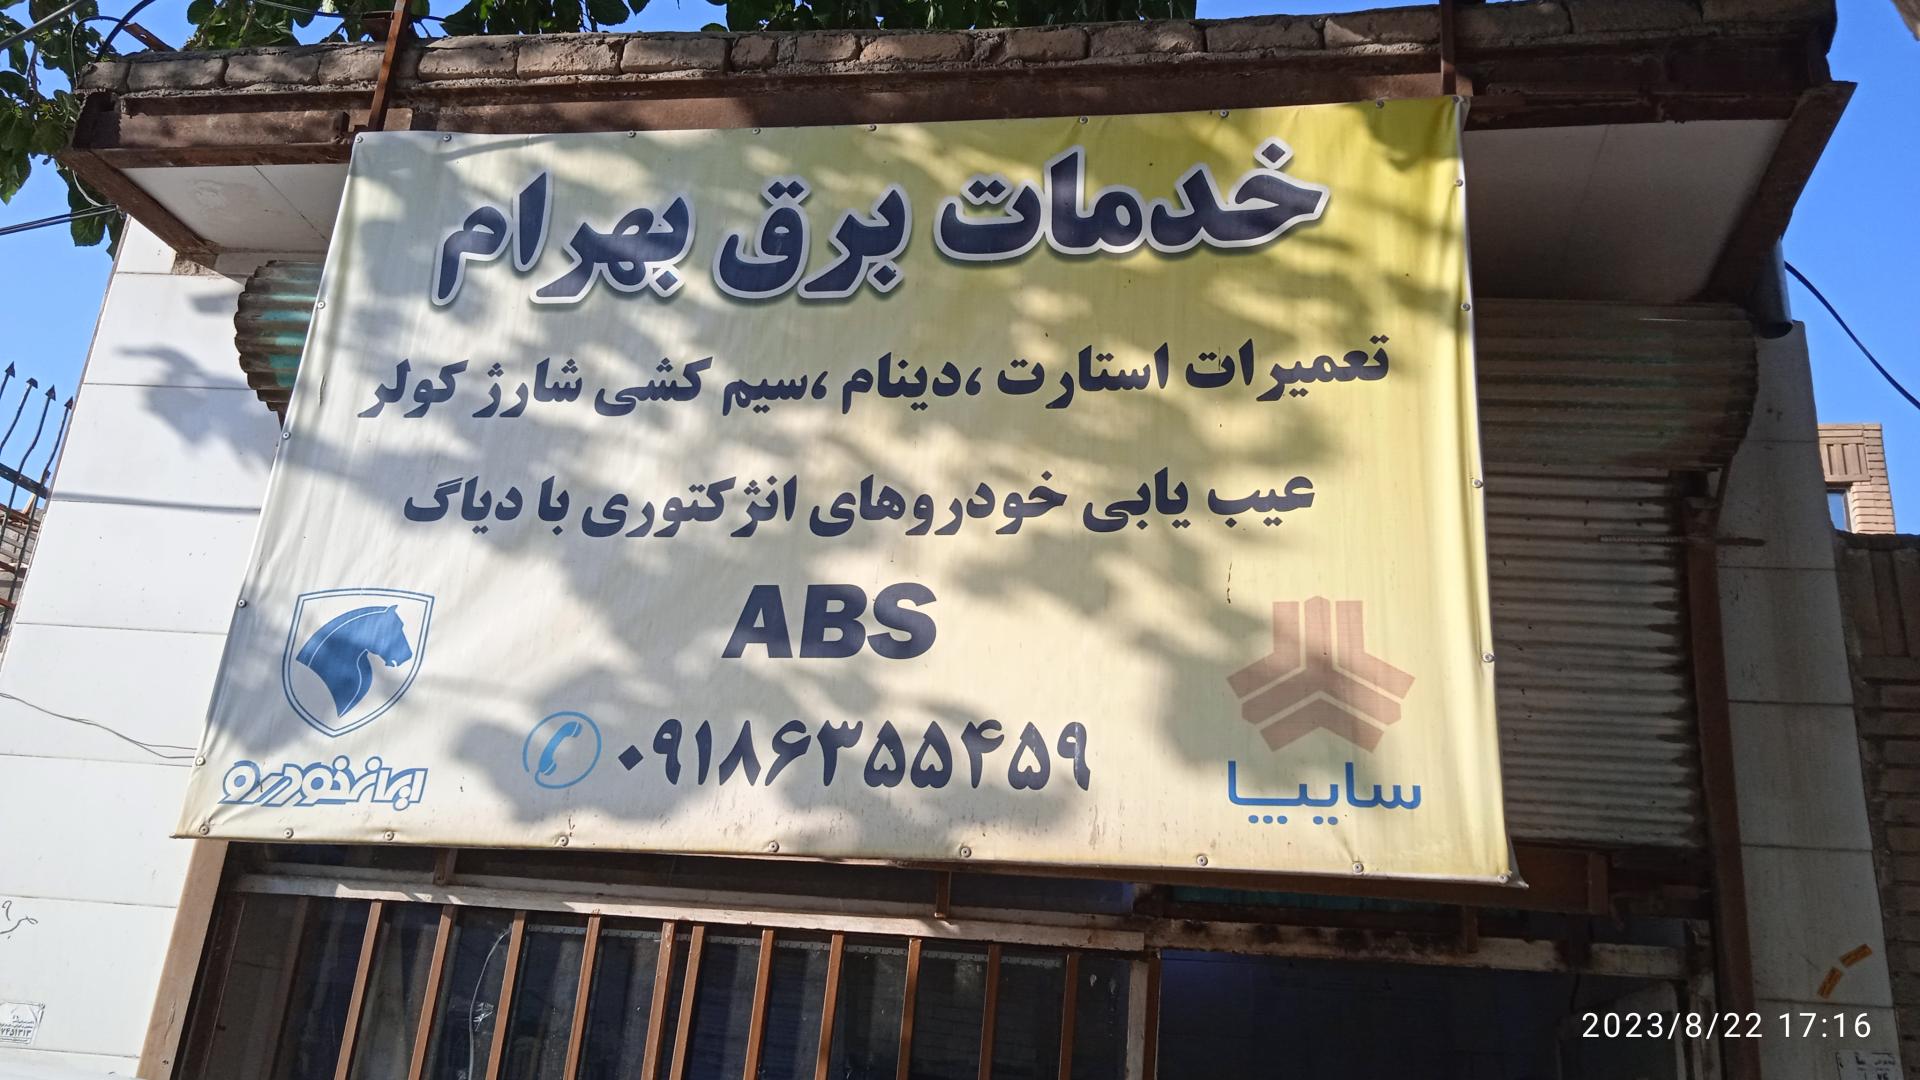 خدمات برق بهرام
تعمیرات استارت ،دینام ،سیم کشی شارژ کولر
عیب یابی خودروهای انژکتوری با دیاگ
ABS
۰۹۱۸۶۳۵۵۴۵۹
ایران خودرو
سایپا
2023/8/22 17:16